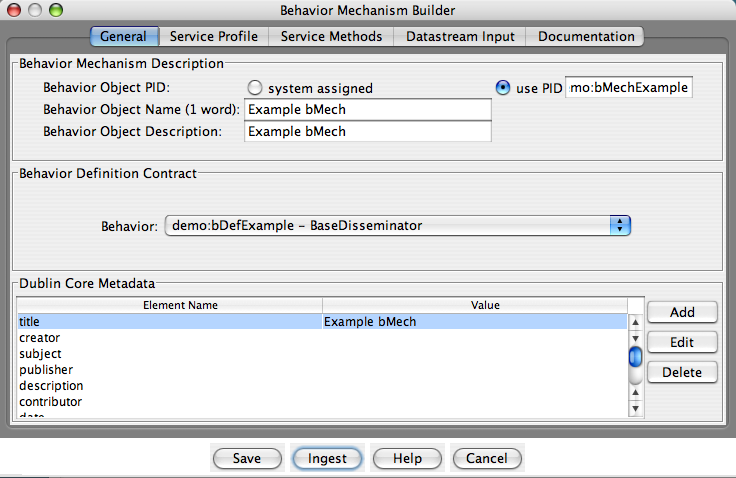 Behavior Mechanism Builder
General Service Profile Service Methods Datastream Input Documentation
Behavior Mechanism Description
Behavior Object PID: system assigned use PID mo:bMechExample
Behavior Object Name (1 word): Example bMech
Behavior Object Description: Example bMech
Behavior Definition Contract
Behavior: demo:bDefExample - BaseDisseminator
Dublin Core Metadata
Element Name Value
title Example bMech
creator
subject
publisher
description
contributor
date
Add
Edit
Delete
Save Ingest Help Cancel